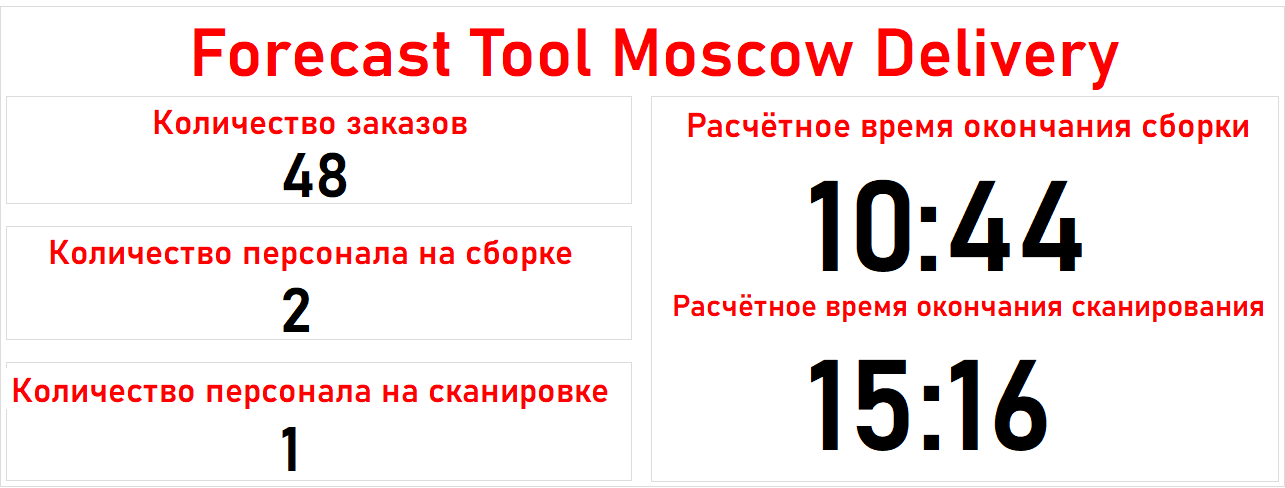 Forecast Tool Moscow Delivery
Количество заказов
48
Количество персонала на сборке
2
Количество персонала на сканировке
1
Расчётное время окончания сборки
10:44
Расчётное время окончания сканирования
15:16